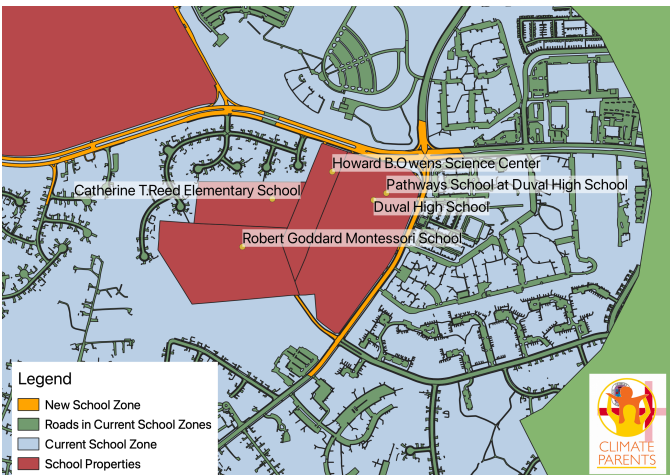 Howard B.Owens Science Center
Pathways School at Duval High School
Catherine T.Reed Elementary School
Duval High School
Robert Goddard Montessori School
Legend
New School Zone
Roads in Current School Zones
Current School Zone
School Properties
CLIMATE
PARENTS